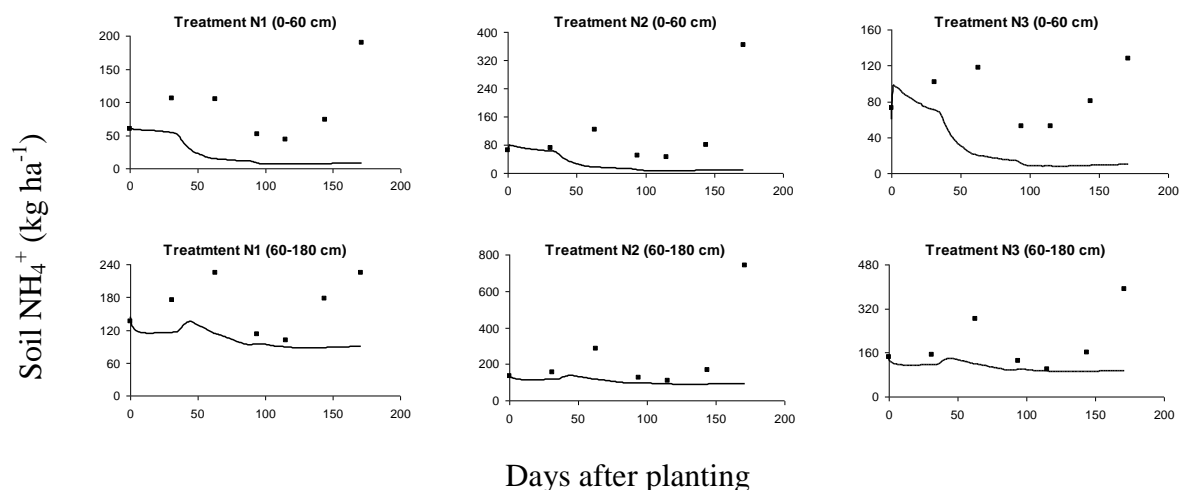 Soil NH4+ (kg ha-1)
Treatment N1 (0-60 cm)
200
150
100
50
0
0 50 100 150 200
Treatment N2 (0-60 cm)
400
320
240
160
80
0
0 50 100 150 200
Treatment N3 (0-60 cm)
160
120
80
40
0
0 50 100 150 200
Treatmtent N1 (60-180 cm)
240
180
120
60
0
0 50 100 150 200
Treatment N2 (60-180 cm)
800
600
400
200
0
0 50 100 150 200
Treatment N3 (60-180 cm)
480
320
160
0
0 50 100 150 200
Days after planting